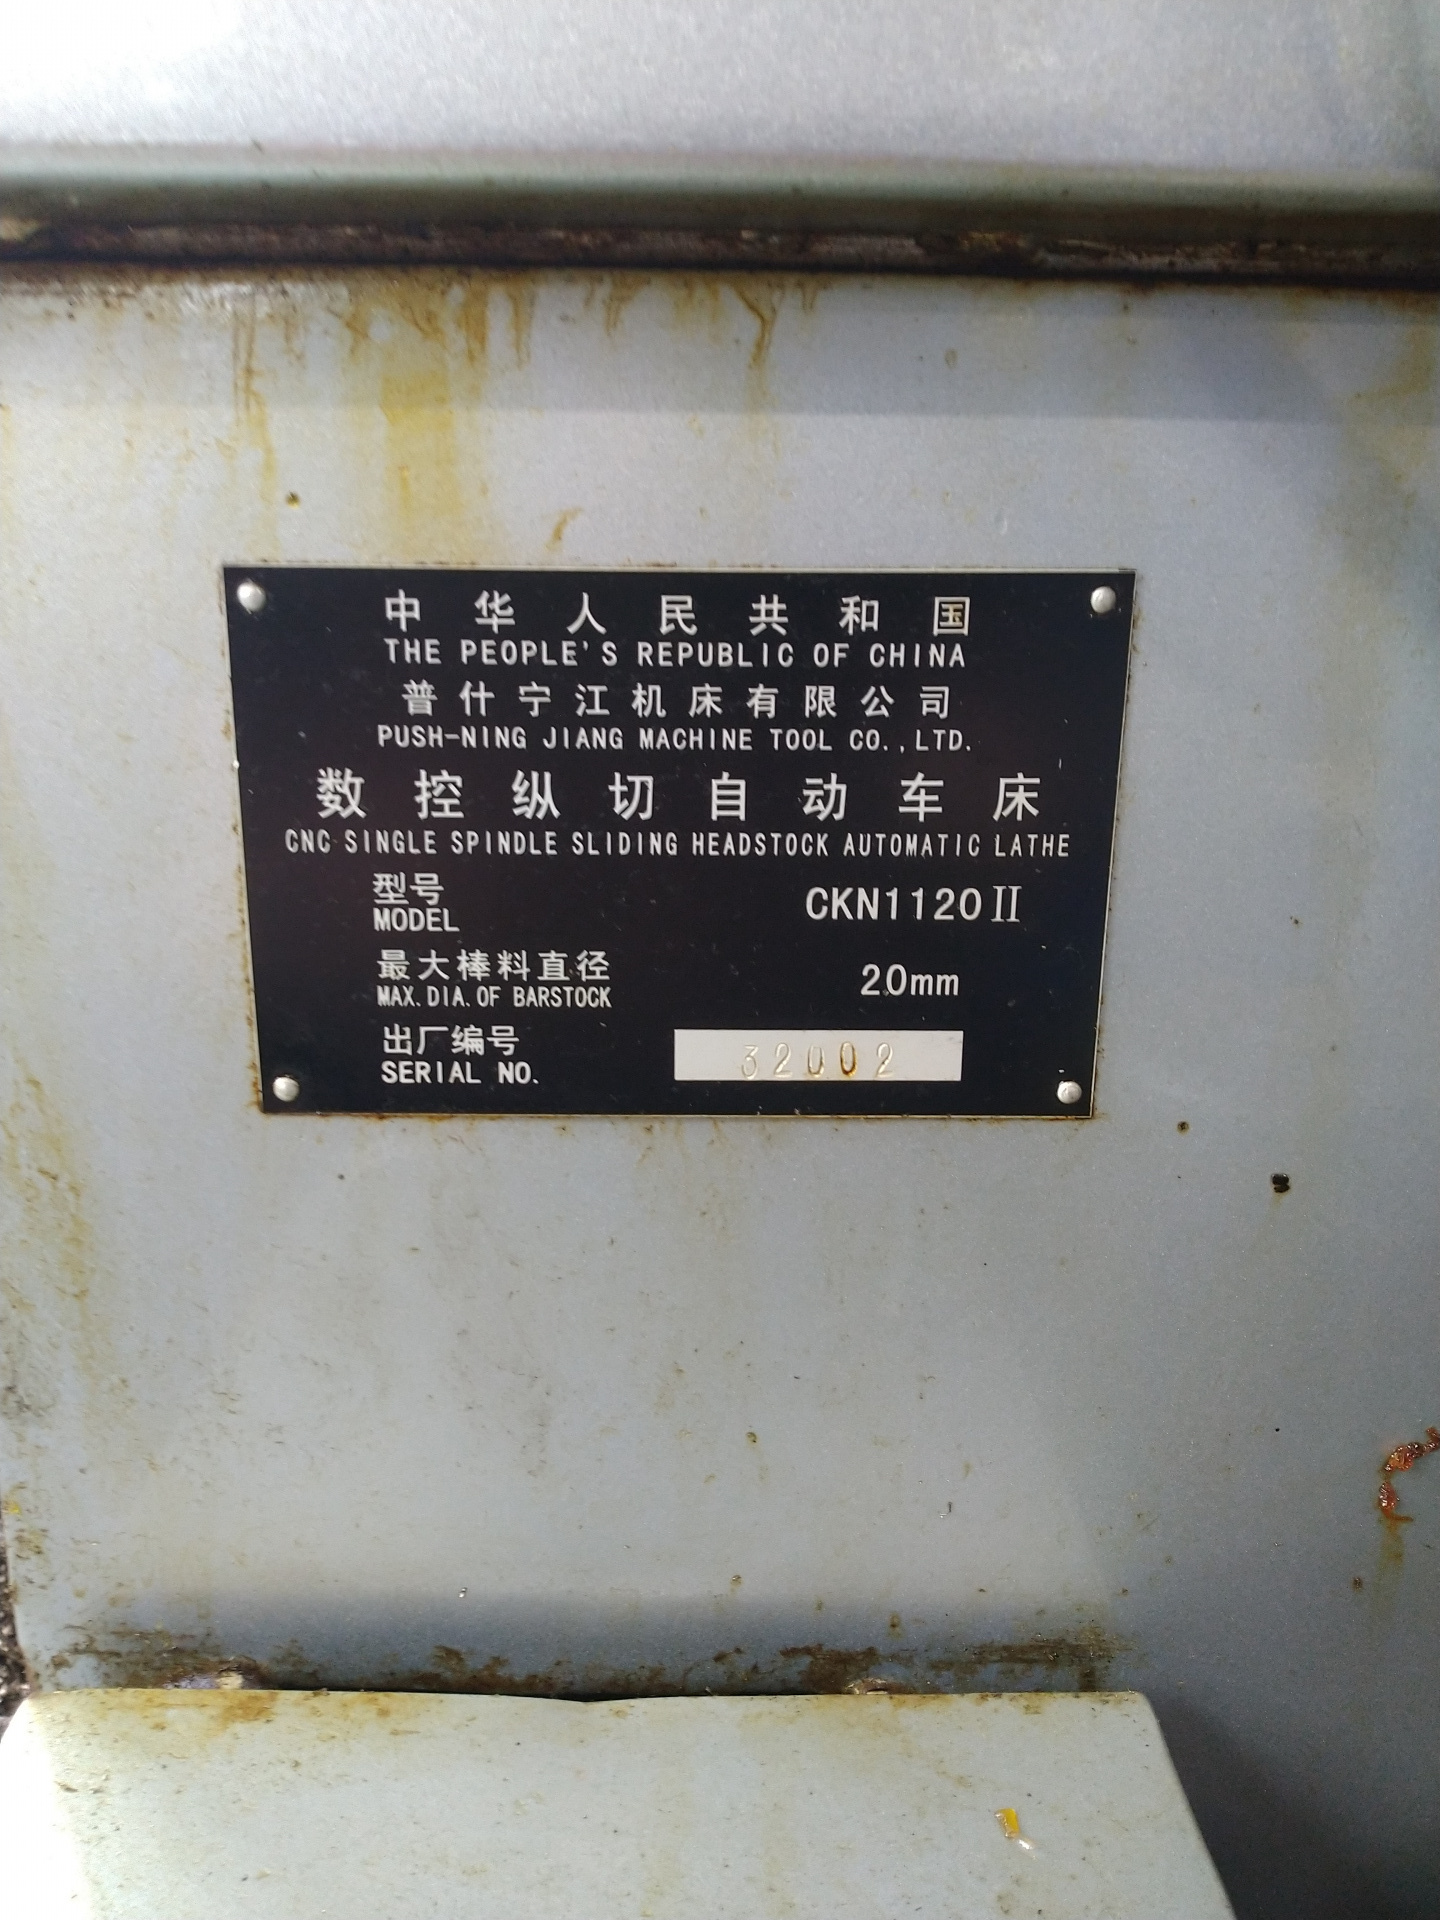 中华人民共和国
THE PEOPLE'S REPUBLIC OF CHINA
普什宁江机床有限公司
PUSH-NING JIANG MACHINE TOOL CO.,LTD.
数控纵切自动车床
CNC SINGLE SPINDLE SLIDING HEADSTOCK AUTOMATIC LATHE
型号
MODEL
CKN1120Ⅱ
最大棒料直径
MAX.DIA.OF BARSTOCK
20mm
出厂编号
SERIAL NO.
32002